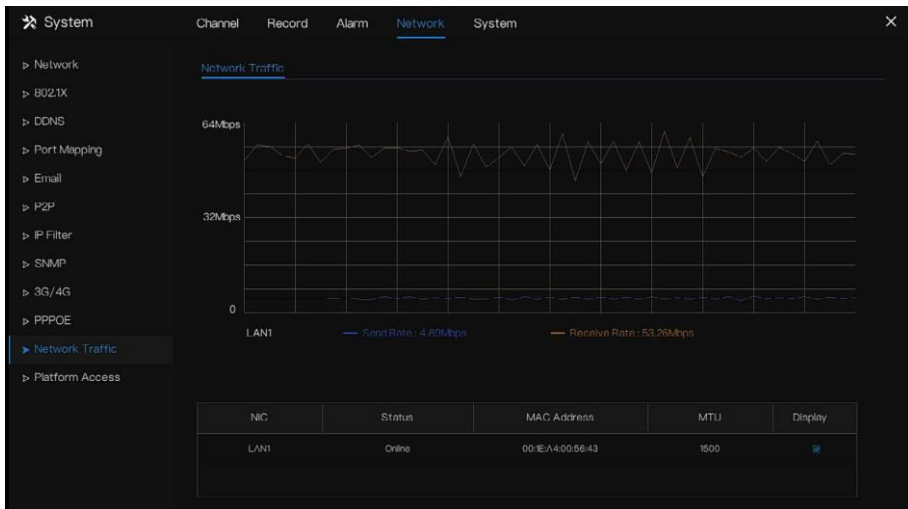 System
Channel Record Alarm Network System
Network
802.1X
DDNS
Port Mapping
Email
P2P
IP Filter
SNMP
3G/4G
PPPOE
Network Traffic
Platform Access
Network Traffic
64Mbps
32Mbps
0
LAN1 Send Rate : 4.89Mbps Receive Rate : 53.26Mbps
NIC Status MAC Address MTU Display
LAN1 Online 00:1E:A4:00:56:43 1500